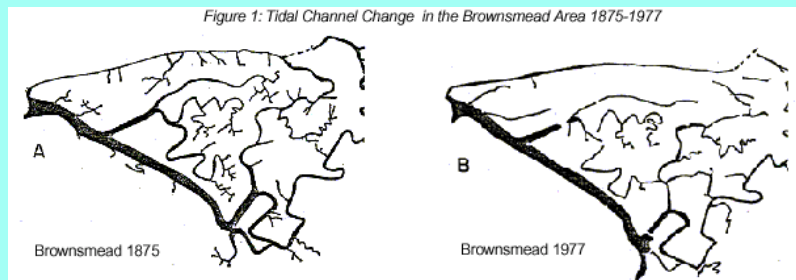 Figure 1: Tidal Channel Change in the Brownsmead Area 1875-1977
A
B
Brownsmead 1875
Brownsmead 1977